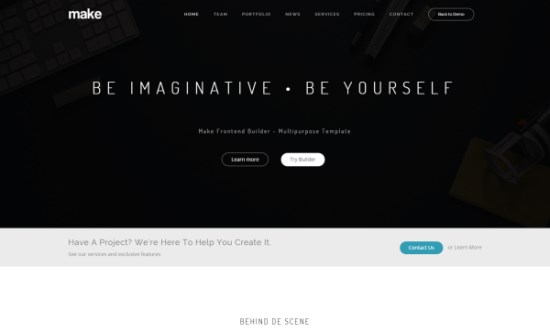 make
HOME TEAM PORTFOLIO NEWS SERVICES PRICING CONTACT Back to Demo
BE IMAGINATIVE • BE YOURSELF
Make Frontend Builder - Multipurpose Template
Learn more Try Builder
Have A Project? We're Here To Help You Create It.
See our services and exclusive features
Contact Us or Learn More
BEHIND DE SCENE